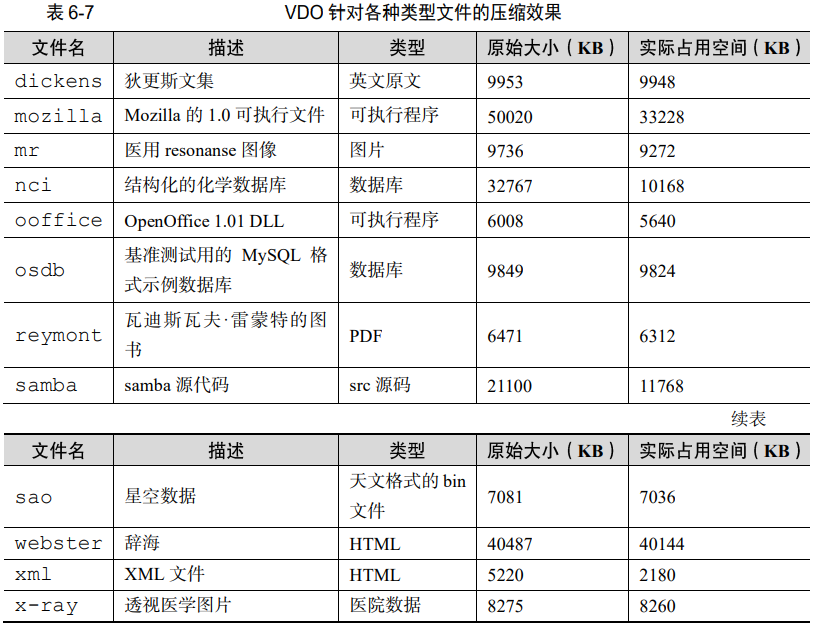 表 6-7 VDO 针对各种类型文件的压缩效果
文件名 描述 类型 原始大小（KB） 实际占用空间（KB）
dickens 狄更斯文集 英文原文 9953 9948
mozilla Mozilla 的 1.0 可执行文件 可执行程序 50020 33228
mr 医用 resonanse 图像 图片 9736 9272
nci 结构化的化学数据库 数据库 32767 10168
ooffice OpenOffice 1.01 DLL 可执行程序 6008 5640
osdb 基准测试用的 MySQL 格
式示例数据库 数据库 9849 9824
reymont 瓦迪斯瓦夫·雷蒙特的图
书 PDF 6471 6312
samba samba 源代码 src 源码 21100 11768
续表
文件名 描述 类型 原始大小（KB） 实际占用空间（KB）
sao 星空数据 天文格式的 bin
文件 7081 7036
webster 辞海 HTML 40487 40144
xml XML 文件 HTML 5220 2180
x-ray 透视医学图片 医院数据 8275 8260